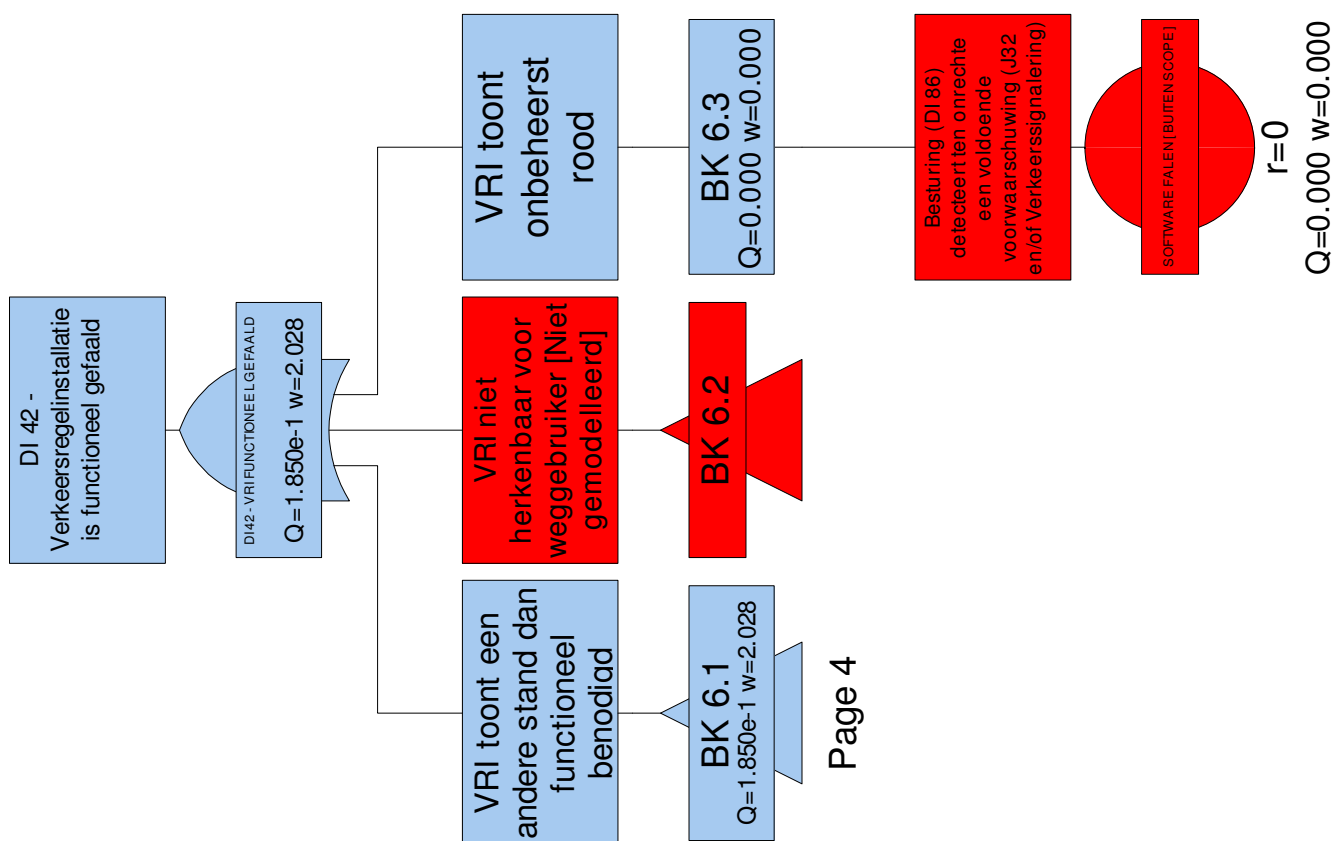 DI 42 -
Verkeersregelinstallatie
is functioneel gefaald
DI42 - VRI FUNCTIONEEL GEFAALD
Q=1.850e-1 w=2.028
VRI toont een
andere stand dan
functioneel
benodigd
BK 6.1
Q=1.850e-1 w=2.028
Page 4
VRI niet
herkenbaar voor
weggebruiker [Niet
gemodelleerd]
BK 6.2
VRI toont
onbeheerst
rood
BK 6.3
Q=0.000 w=0.000
Besturing (DI 86)
detecteert ten onrechte
een voldoende
voorwaarschuwing (J32
en/of Verkeerssignalering)
SOFTWARE FALEN [BUITEN SCOPE]
r=0
Q=0.000 w=0.000